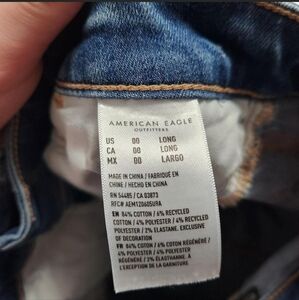 AMERICAN EAGLE
OUTFITTERS
US 00 LONG
CA 00 LONG
MX 00 LARGO
MADE IN CHINA / FABRIQUÉ EN
CHINE / HECHO EN CHINA
RN 54485 / CA 03873
RFC# AEM120605U9A
EN 84% COTTON / 6% RECYCLED
COTTON / 4% POLYESTER / 4% RECYCLED
POLYESTER / 2% ELASTANE. EXCLUSIVE
OF DECORATION
FR 84% COTON / 6% COTON RÉGÉNÉRÉ /
4% POLYESTER / 4% POLYESTER
RÉGÉNÉRÉ / 2% ÉLASTHANNE. À
L'EXCEPTION DE LA GARNITURE